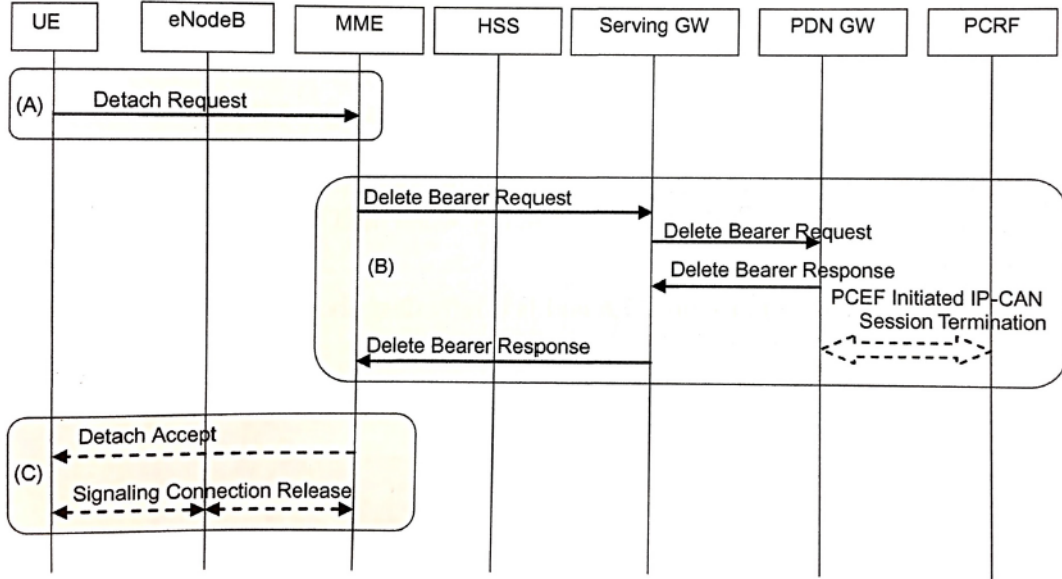 UE
eNodeB
MME
HSS
Serving GW
PDN GW
PCRF
(A)
Detach Request
Delete Bearer Request
Delete Bearer Request
(B)
Delete Bearer Response
PCEF Initiated IP-CAN
Session Termination
Delete Bearer Response
Detach Accept
(C)
Signaling Connection Release